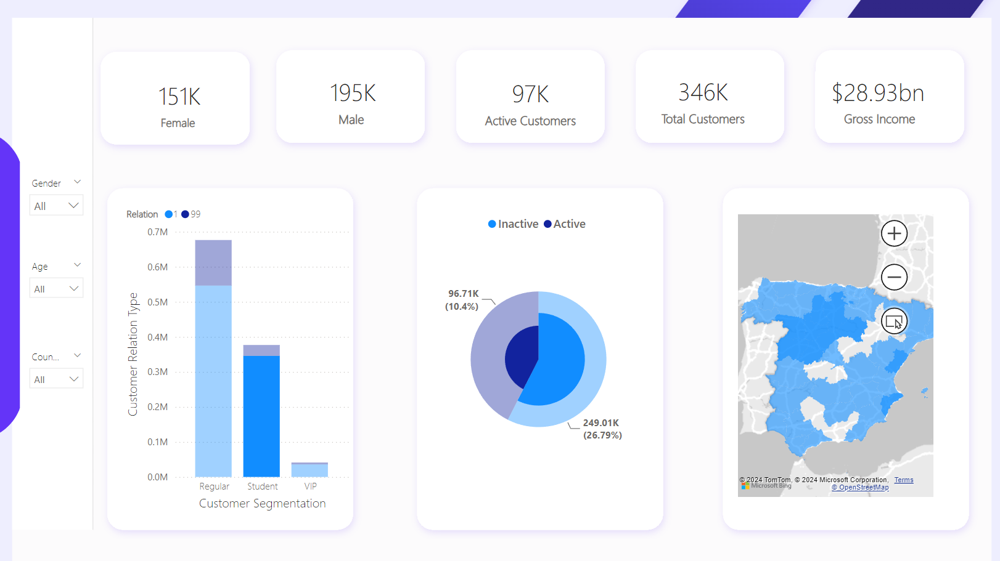 151K
Female
195K
Male
97K
Active Customers
346K
Total Customers
$28.93bn
Gross Income
Gender
All
Age
All
Coun...
All
Relation 1 99
0.7M
0.6M
0.5M
0.4M
0.3M
0.2M
0.1M
0.0M
Customer Relation Type
Regular Student VIP
Customer Segmentation
Inactive Active
96.71K
(10.4%)
249.01K
(26.79%)
© 2024 TomTom, © 2024 Microsoft Corporation, Terms
Microsoft Bing © OpenStreetMap